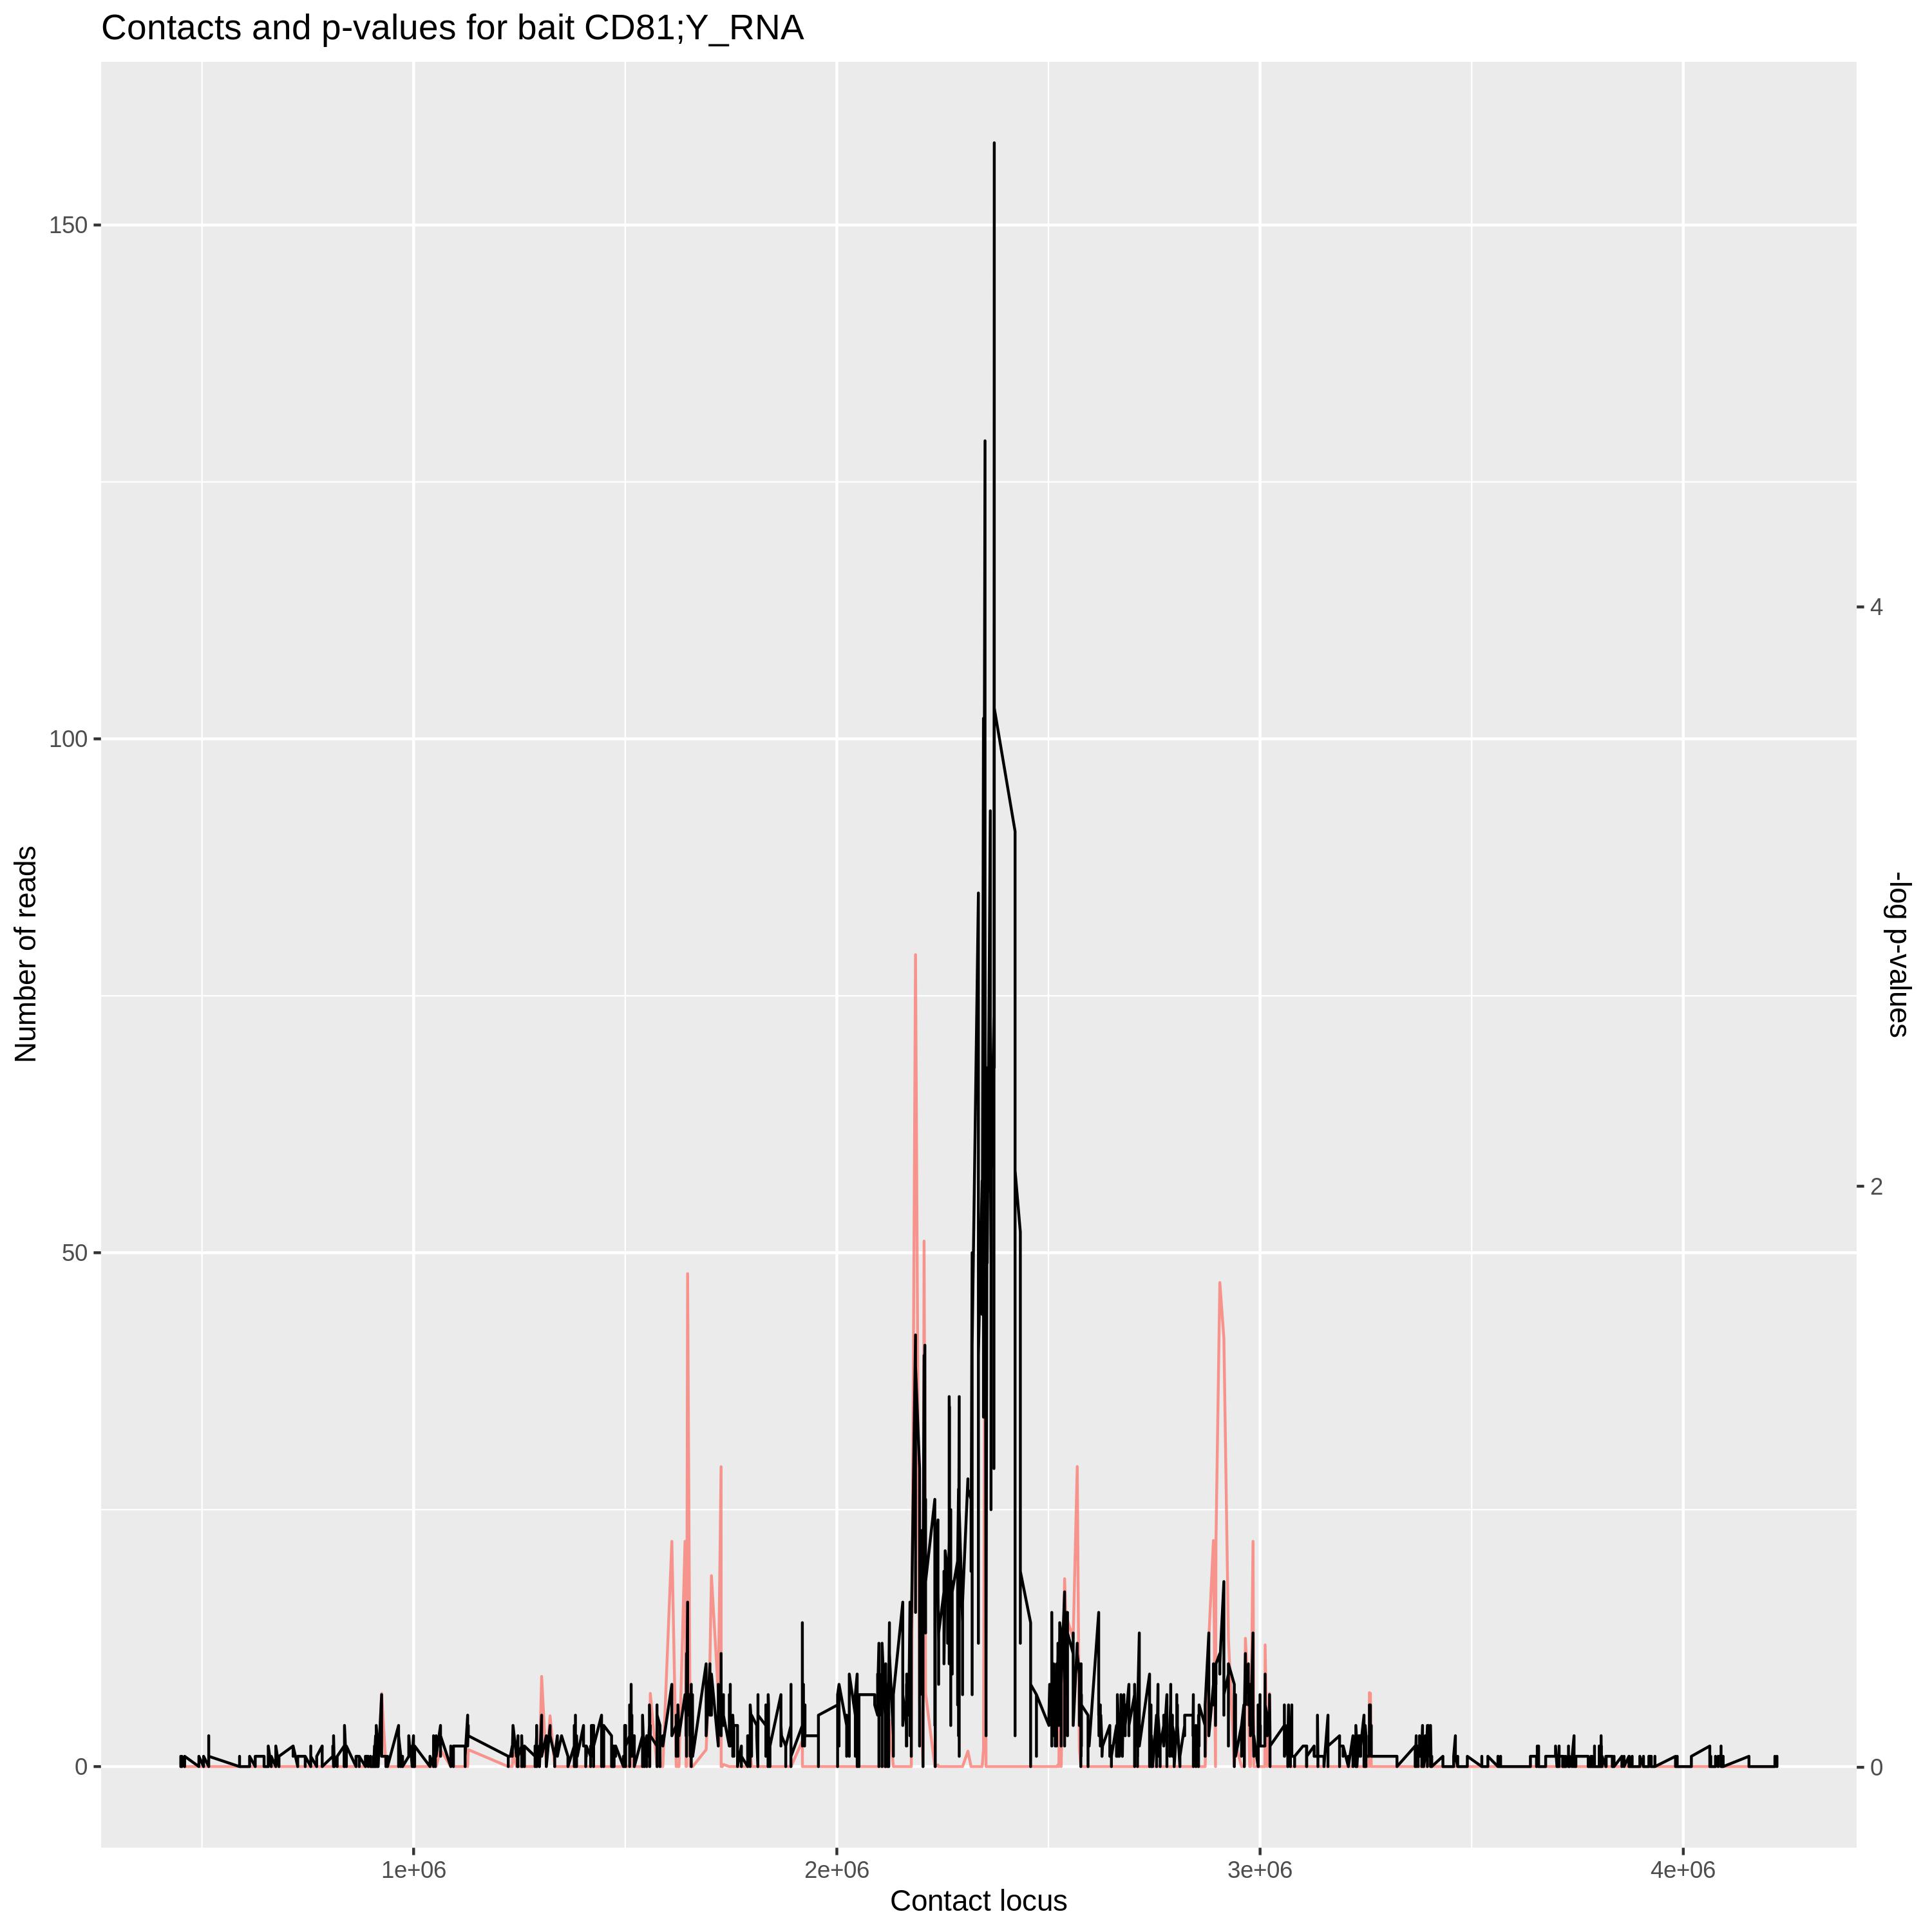 Contacts and p-values for bait CD81;Y_RNA
150
100
50
0
Number of reads
4
2
0
-log p-values
1e+06
2e+06
3e+06
4e+06
Contact locus